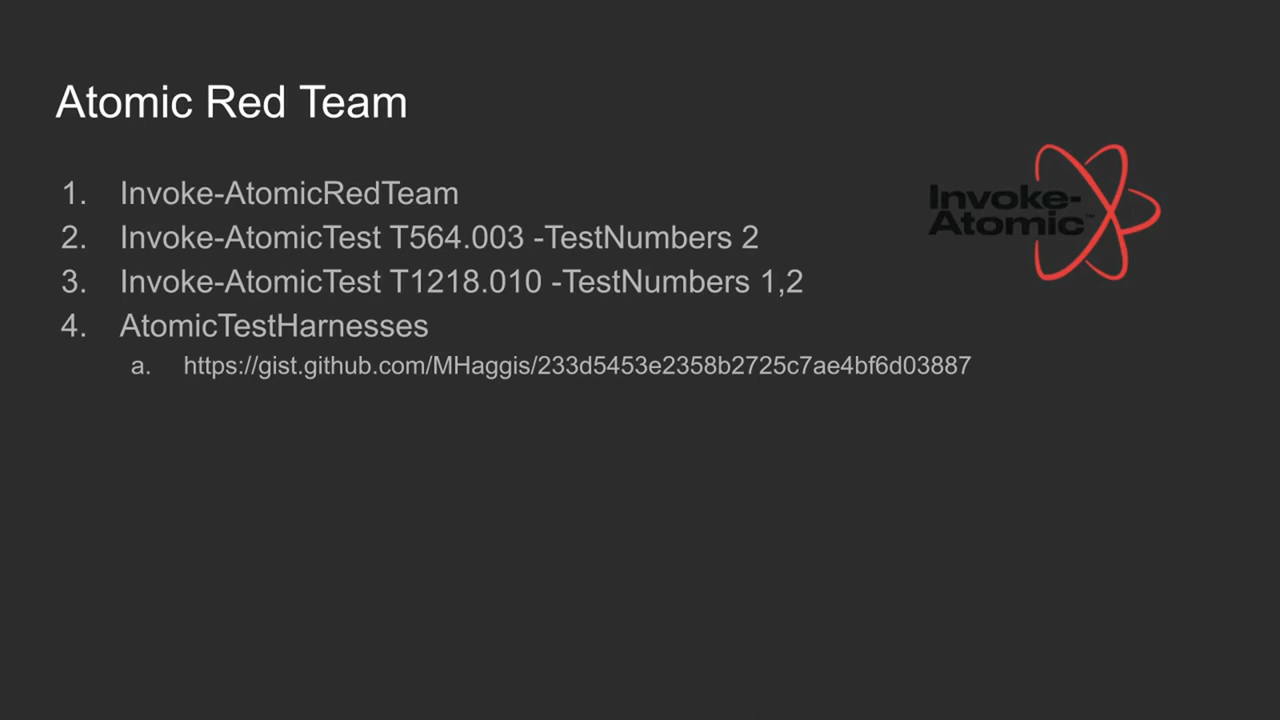 Atomic Red Team
1. Invoke-AtomicRedTeam
2. Invoke-AtomicTest T564.003 -TestNumbers 2
3. Invoke-AtomicTest T1218.010 -TestNumbers 1,2
4. AtomicTestHarnesses
a. https://gist.github.com/MHaggis/233d5453e2358b2725c7ae4bf6d03887
Invoke-
Atomic™